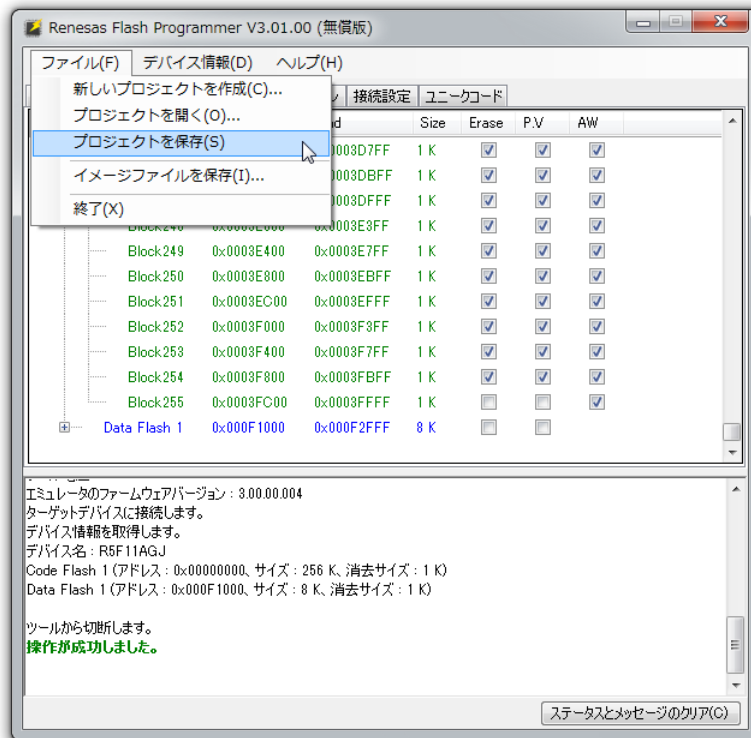 Renesas Flash Programmer V3.01.00 (無償版)
ファイル(F) デバイス情報(D) ヘルプ(H)
新しいプロジェクトを作成(C)...
プロジェクトを開く(O)...
プロジェクトを保存(S)
イメージファイルを保存(I)...
終了(X)
接続設定 ユニークコード
Size Erase P.V AW
0003D7FF 1 K
0003DBFF 1 K
0003DFFF 1 K
Block248 0x0003E000 0x0003E3FF 1 K
Block249 0x0003E400 0x0003E7FF 1 K
Block250 0x0003E800 0x0003EBFF 1 K
Block251 0x0003EC00 0x0003EFFF 1 K
Block252 0x0003F000 0x0003F3FF 1 K
Block253 0x0003F400 0x0003F7FF 1 K
Block254 0x0003F800 0x0003FBFF 1 K
Block255 0x0003FC00 0x0003FFFF 1 K
Data Flash 1 0x000F1000 0x000F2FFF 8 K
エミュレータのファームウェアバージョン : 3.00.00.004
ターゲットデバイスに接続します。
デバイス情報を取得します。
デバイス名 : R5F11AGJ
Code Flash 1 (アドレス : 0x00000000、サイズ : 256 K、消去サイズ : 1 K)
Data Flash 1 (アドレス : 0x000F1000、サイズ : 8 K、消去サイズ : 1 K)
ツールから切断します。
操作が成功しました。
ステータスとメッセージのクリア(C)